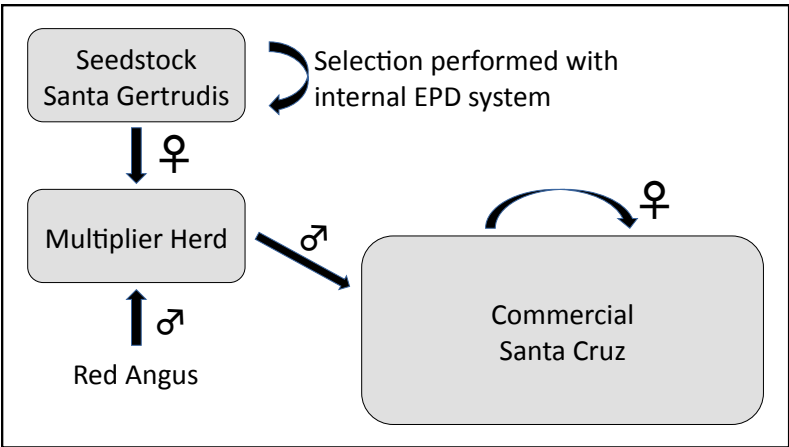 Seedstock
Santa Gertrudis
Selection performed with
internal EPD system
♀
Multiplier Herd
♂
♀
♂
Red Angus
Commercial
Santa Cruz